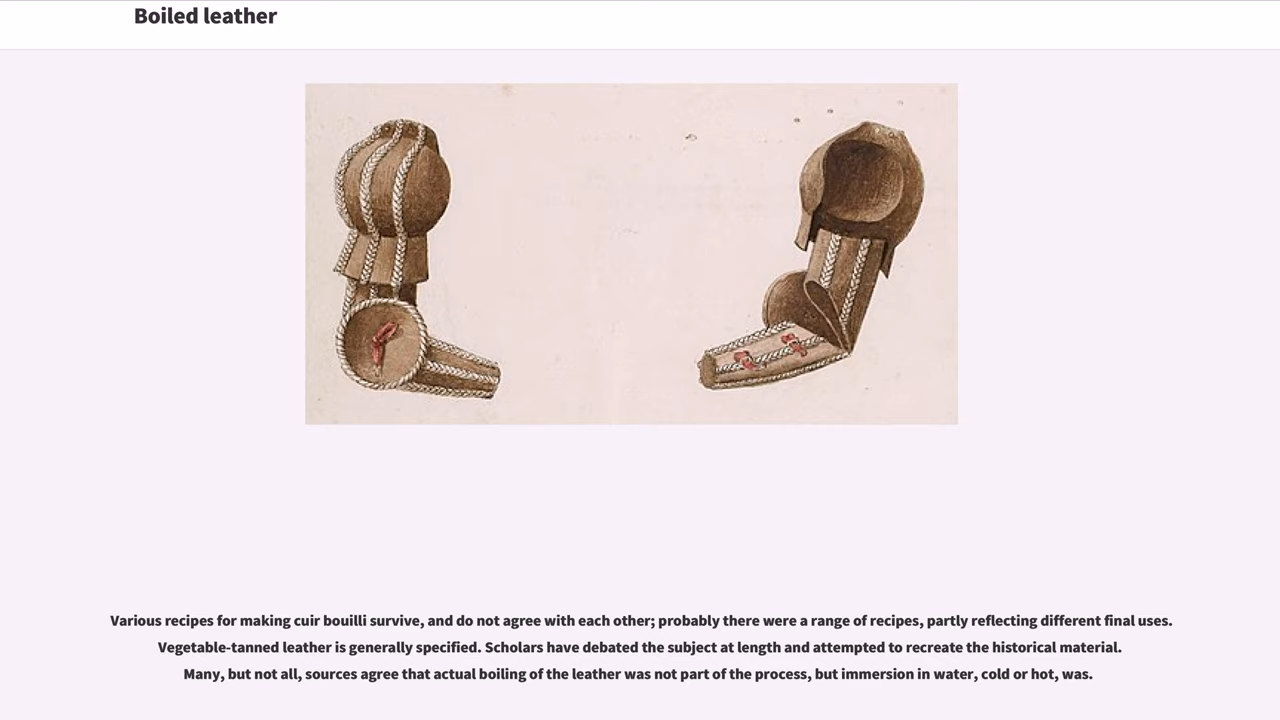 Boiled leather
Various recipes for making cuir bouilli survive, and do not agree with each other; probably there were a range of recipes, partly reflecting different final uses.
Vegetable-tanned leather is generally specified. Scholars have debated the subject at length and attempted to recreate the historical material.
Many, but not all, sources agree that actual boiling of the leather was not part of the process, but immersion in water, cold or hot, was.